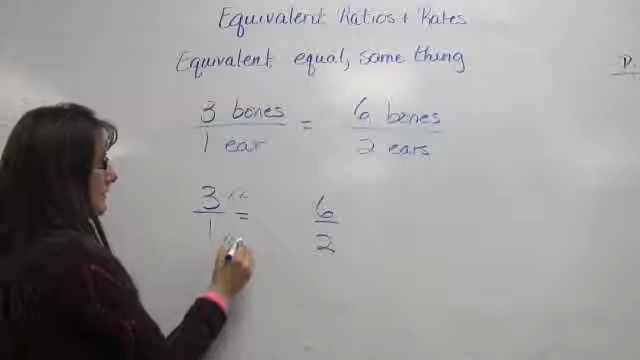 Equivalent Ratios + Rates
Equivalent equal, same thing
3 bones = 6 bones
1 ear 2 ears
3 = 6
1 2